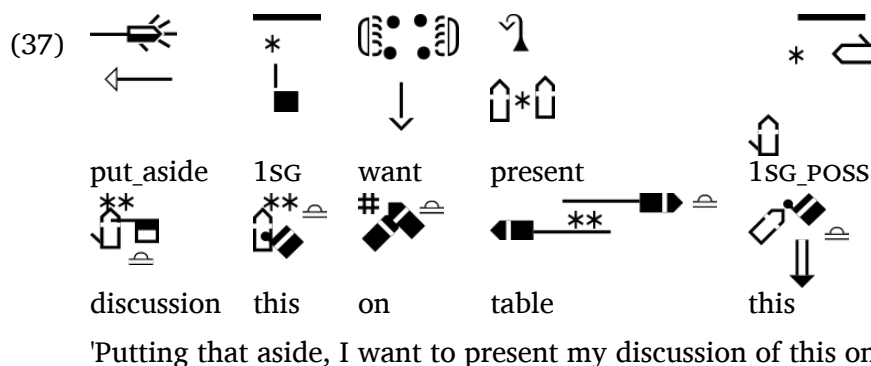 (37)
put_aside 1SG want present 1SG_POSS
discussion this on table this
'Putting that aside, I want to present my discussion of this on